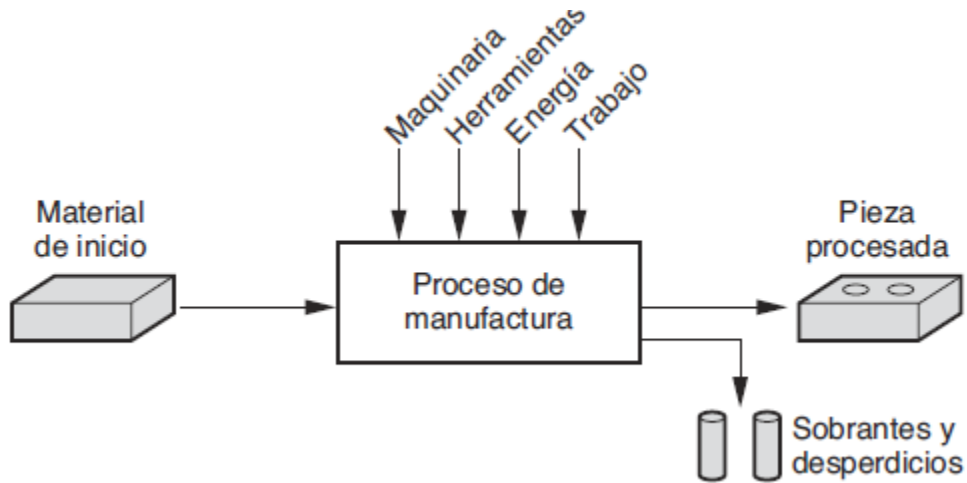 Maquinaria
Herramientas
Energía
Trabajo
Material
de inicio
Proceso de
manufactura
Pieza
procesada
Sobrantes y
desperdicios